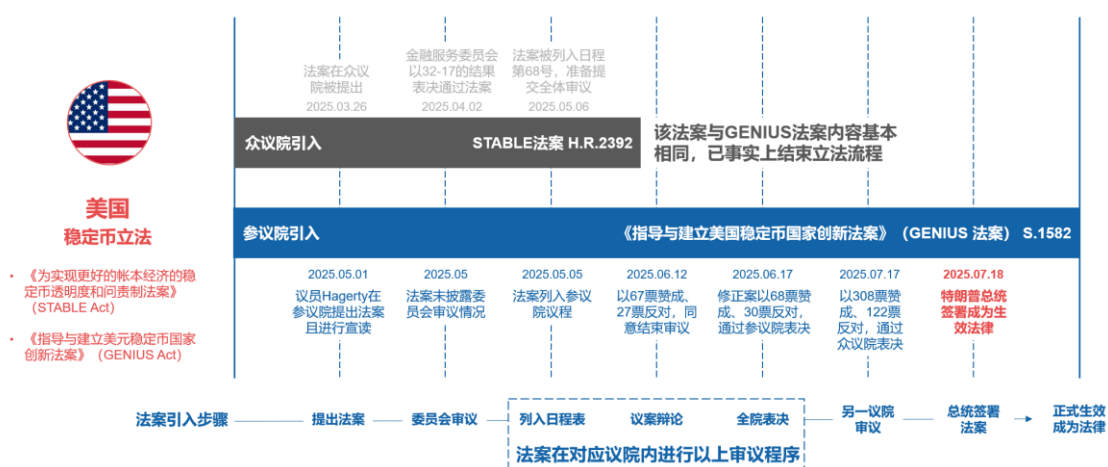 法案在众议
院被提出
2025.03.26
金融服务委员会
以32-17的结果
表决通过法案
2025.04.02
法案被列入日程
第68号，准备提
交全体审议
2025.05.06
众议院引入
STABLE法案 H.R.2392
该法案与GENIUS法案内容基本
相同，已事实上结束立法流程
美国
稳定币立法
• 《为实现更好的帐本经济的稳
定币透明度和问责制法案》
（STABLE Act）
• 《指导与建立美元稳定币国家
创新法案》（GENIUS Act）
参议院引入
《指导与建立美国稳定币国家创新法案》（GENIUS 法案） S.1582
2025.05.01
议员Hagerty在
参议院提出法案
且进行宣读
2025.05
法案未披露委
员会审议情况
2025.05.05
法案列入参议
院议程
2025.06.12
以67票赞成、
27票反对，同
意结束审议
2025.06.17
修正案以68票赞
成、30票反对，
通过参议院表决
2025.07.17
以308票赞
成、122票
反对，通过
众议院表决
2025.07.18
特朗普总统
签署成为生
效法律
法案引入步骤
提出法案
委员会审议
列入日程表
议案辩论
全院表决
另一议院
审议
总统签署
法案
正式生效
成为法律
法案在对应议院内进行以上审议程序